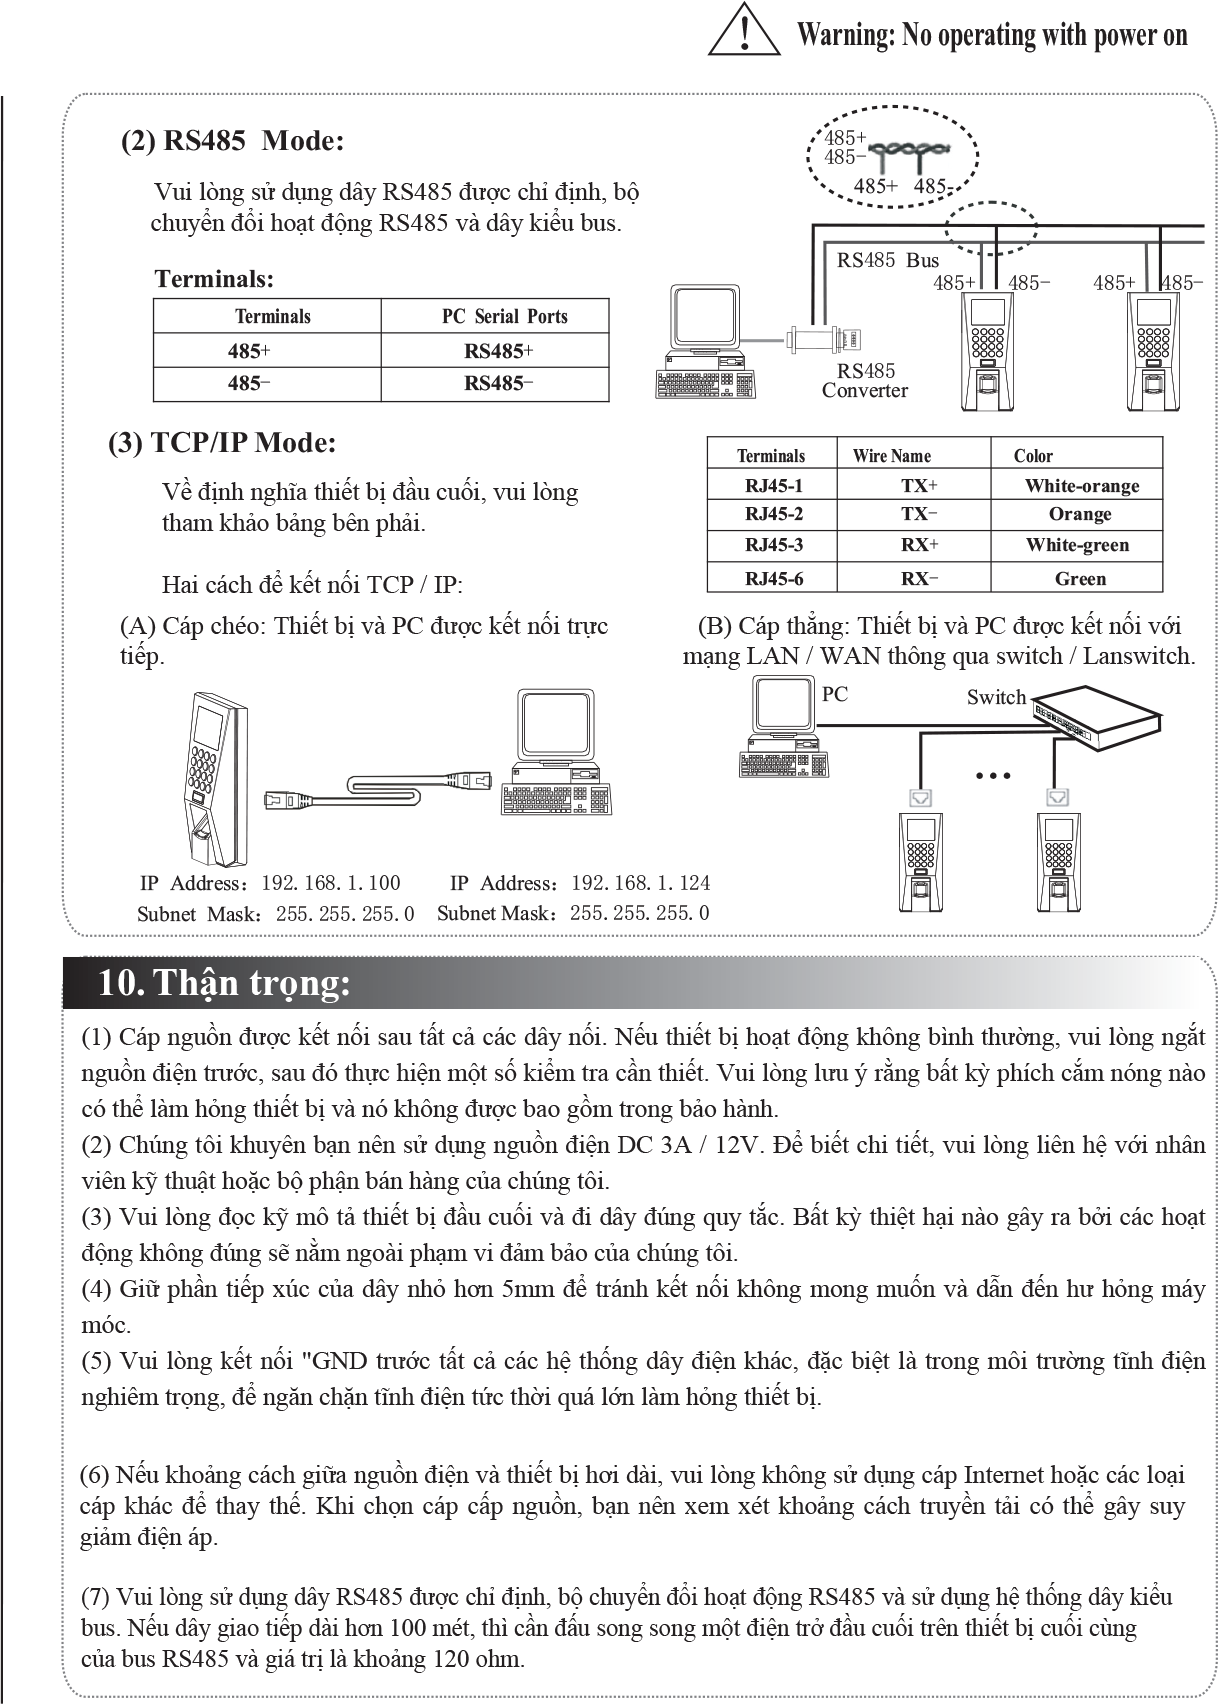 Warning: No operating with power on
(2) RS485 Mode:
Vui lòng sử dụng dây RS485 được chỉ định, bộ
chuyển đổi hoạt động RS485 và dây kiểu bus.
Terminals:
Terminals PC Serial Ports
485+ RS485+
485− RS485−
485+
485−
485+ 485-
RS485 Bus
485+ 485− 485+ 485−
RS485
Converter
(3) TCP/IP Mode:
Về định nghĩa thiết bị đầu cuối, vui lòng
tham khảo bảng bên phải.
Hai cách để kết nối TCP / IP:
Terminals Wire Name Color
RJ45-1 TX+ White-orange
RJ45-2 TX− Orange
RJ45-3 RX+ White-green
RJ45-6 RX− Green
(A) Cáp chéo: Thiết bị và PC được kết nối trực
tiếp.
(B) Cáp thẳng: Thiết bị và PC được kết nối với
mạng LAN / WAN thông qua switch / Lanswitch.
PC Switch
IP Address: 192.168.1.100 IP Address: 192.168.1.124
Subnet Mask: 255.255.255.0 Subnet Mask: 255.255.255.0
10. Thận trọng:
(1) Cáp nguồn được kết nối sau tất cả các dây nối. Nếu thiết bị hoạt động không bình thường, vui lòng ngắt
nguồn điện trước, sau đó thực hiện một số kiểm tra cần thiết. Vui lòng lưu ý rằng bất kỳ phích cắm nóng nào
có thể làm hỏng thiết bị và nó không được bao gồm trong bảo hành.
(2) Chúng tôi khuyên bạn nên sử dụng nguồn điện DC 3A / 12V. Để biết chi tiết, vui lòng liên hệ với nhân
viên kỹ thuật hoặc bộ phận bán hàng của chúng tôi.
(3) Vui lòng đọc kỹ mô tả thiết bị đầu cuối và đi dây đúng quy tắc. Bất kỳ thiệt hại nào gây ra bởi các hoạt
động không đúng sẽ nằm ngoài phạm vi đảm bảo của chúng tôi.
(4) Giữ phần tiếp xúc của dây nhỏ hơn 5mm để tránh kết nối không mong muốn và dẫn đến hư hỏng máy
móc.
(5) Vui lòng kết nối "GND trước tất cả các hệ thống dây điện khác, đặc biệt là trong môi trường tĩnh điện
nghiêm trọng, để ngăn chặn tĩnh điện tức thời quá lớn làm hỏng thiết bị.
(6) Nếu khoảng cách giữa nguồn điện và thiết bị hơi dài, vui lòng không sử dụng cáp Internet hoặc các loại
cáp khác để thay thế. Khi chọn cáp cấp nguồn, bạn nên xem xét khoảng cách truyền tải có thể gây suy
giảm điện áp.
(7) Vui lòng sử dụng dây RS485 được chỉ định, bộ chuyển đổi hoạt động RS485 và sử dụng hệ thống dây kiểu
bus. Nếu dây giao tiếp dài hơn 100 mét, thì cần đấu song song một điện trở đầu cuối trên thiết bị cuối cùng
của bus RS485 và giá trị là khoảng 120 ohm.